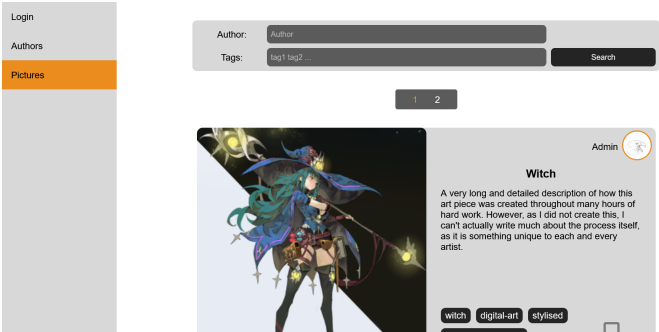 Login
Authors
Pictures
Author:
Author
Tags:
tag1 tag2 ...
Search
1 2
Admin
Witch
A very long and detailed description of how this
art piece was created throughout many hours of
hard work. However, as I did not create this, I
can't actually write much about the process itself,
as it is something unique to each and every
artist.
witch digital-art stylised